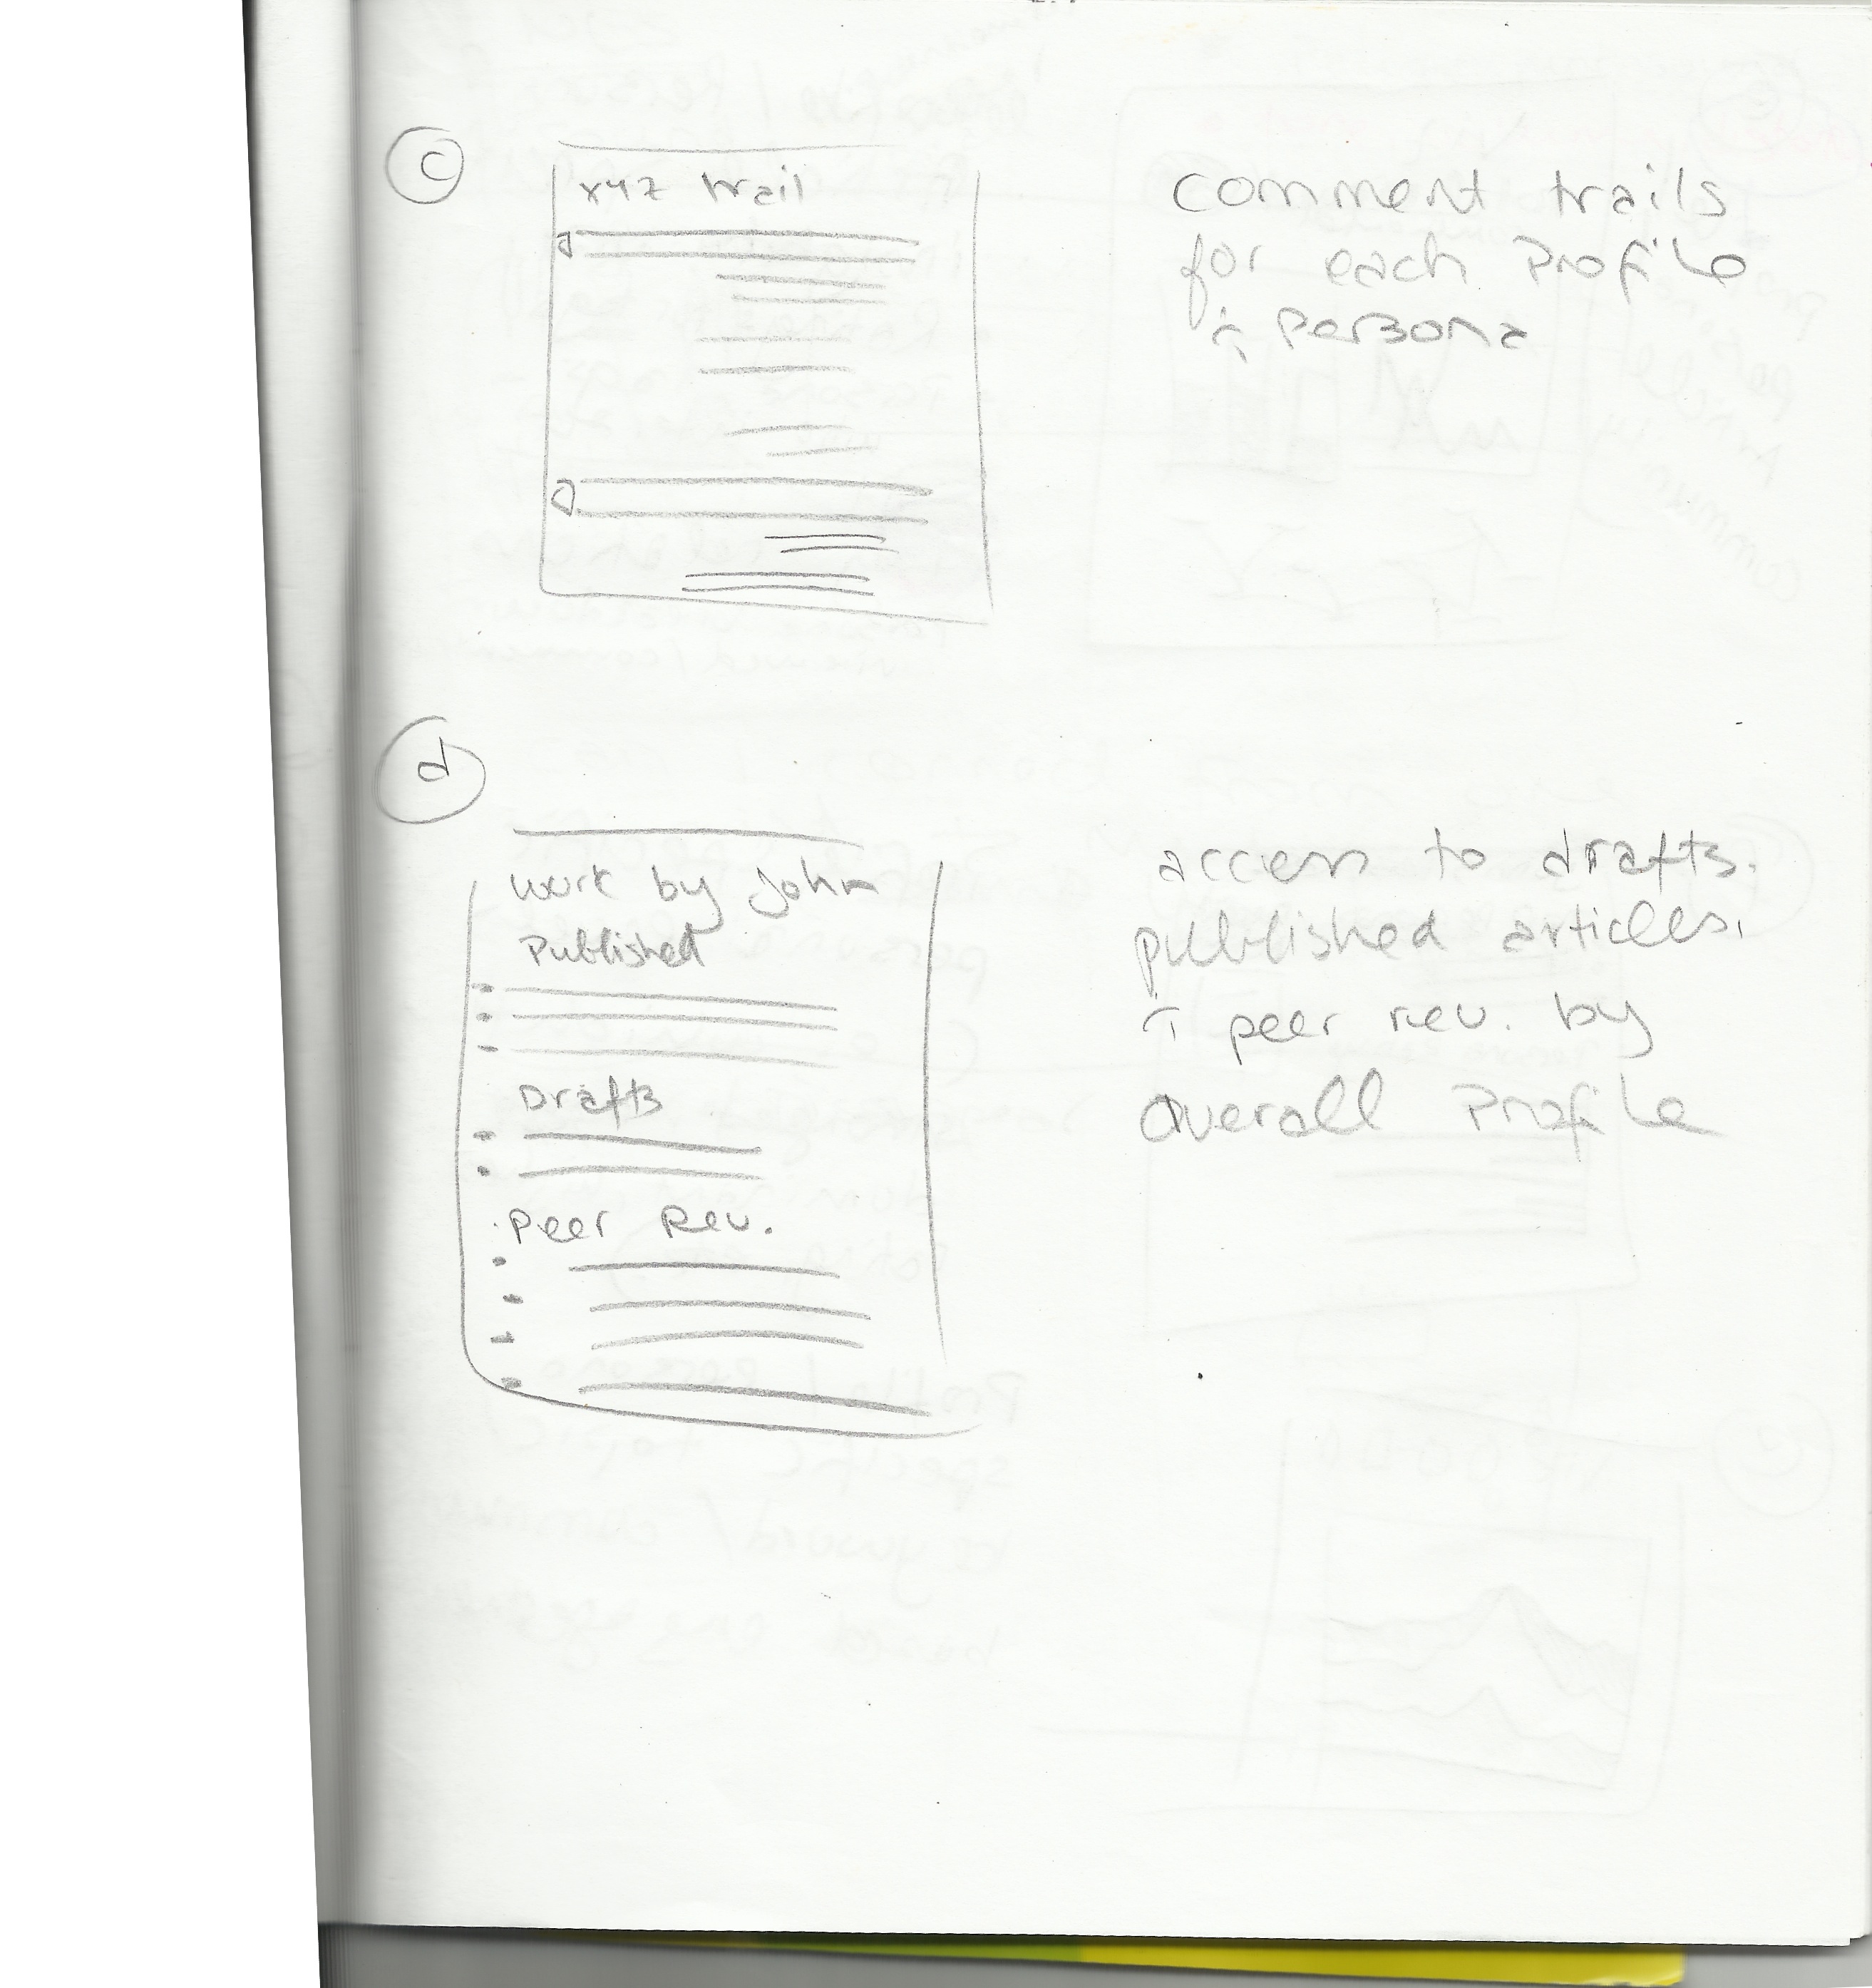 c
xyz trail
comment trails
for each Profile
+ Persona
d
work by John
Published
Drafts
Peer Rev.
access to drafts.
published articles,
+ peer rev. by
Overall Profile